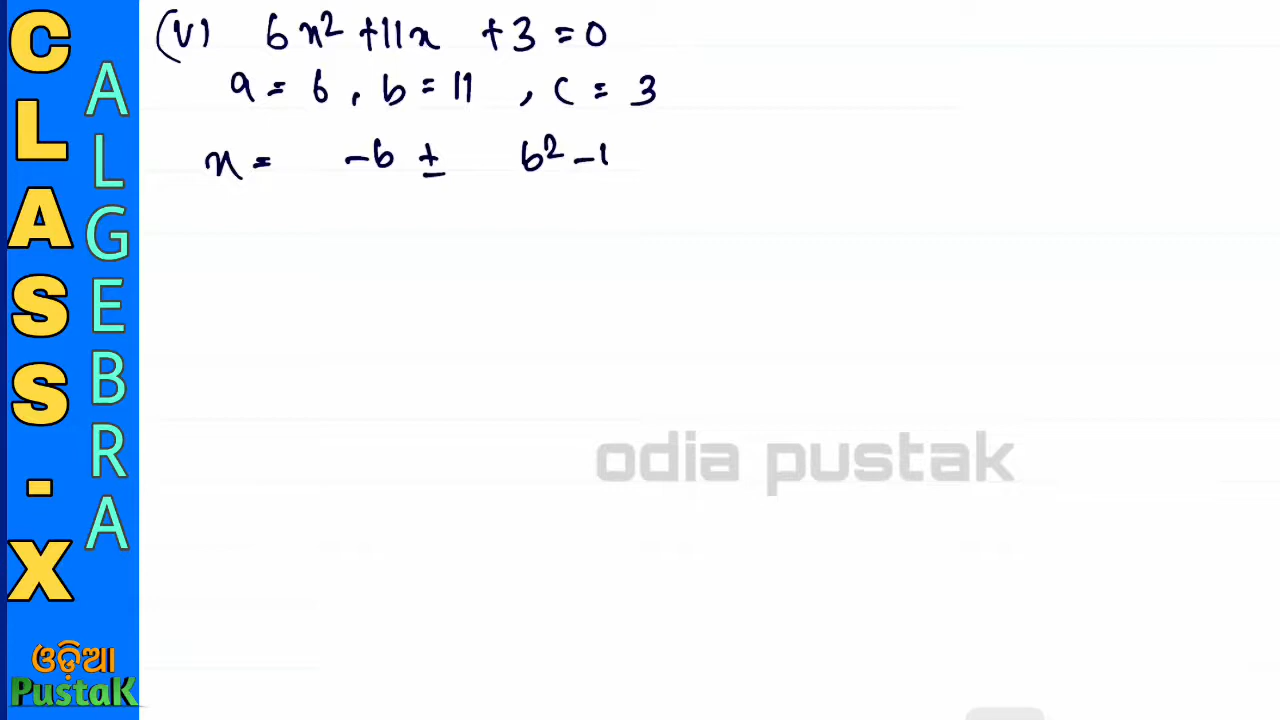 CLASS-X
ALGEBRA
ଓଡ଼ିଆ
PustaK
(V) 6x² +11x +3 = 0
a = 6 , b = 11 , c = 3
x = -b ± b² -1
odia pustak